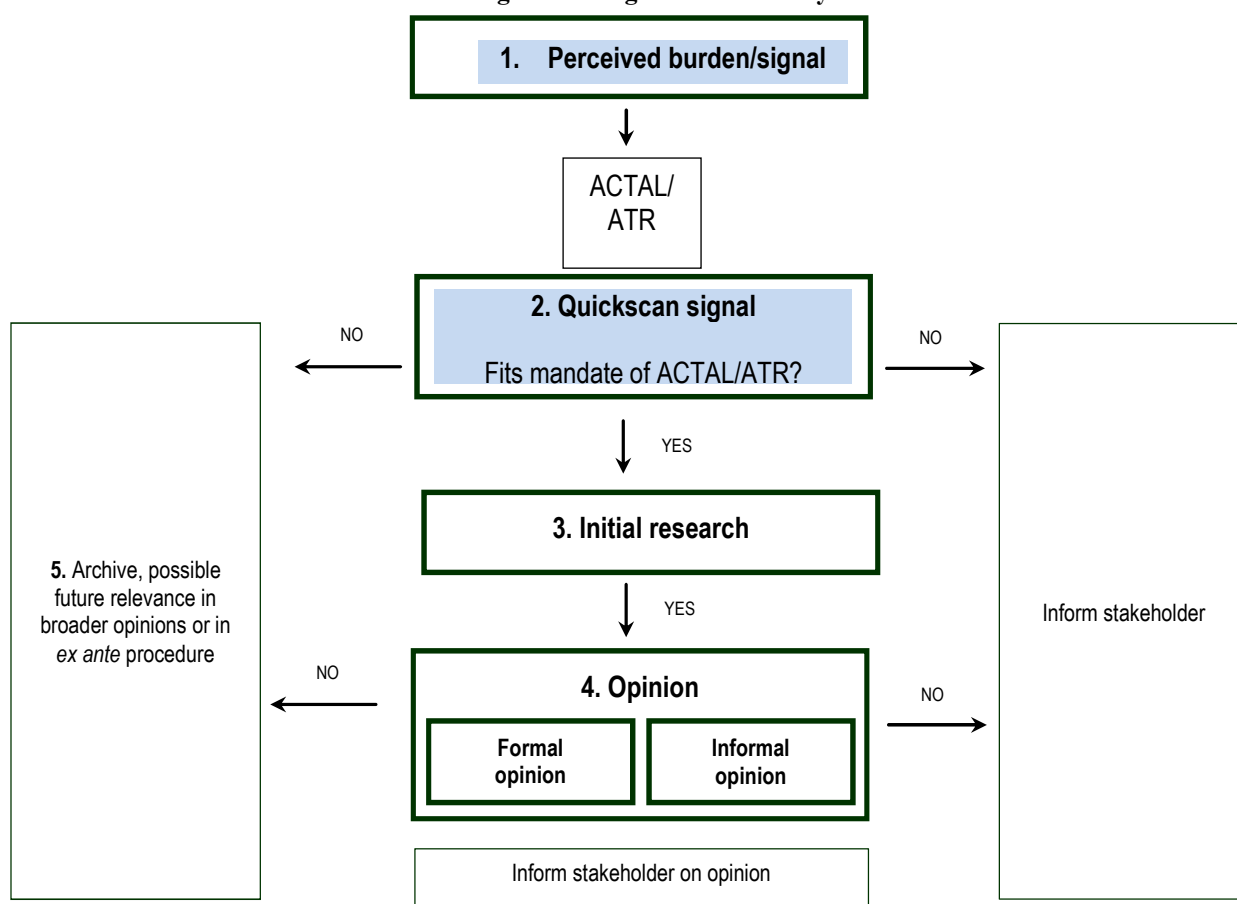 1. Perceived burden/signal
ACTAL/
ATR
2. Quickscan signal
NO
NO
Fits mandate of ACTAL/ATR?
YES
3. Initial research
5. Archive, possible
future relevance in
broader opinions or in
ex ante procedure
YES
Inform stakeholder
4. Opinion
NO
NO
Formal
opinion
Informal
opinion
Inform stakeholder on opinion